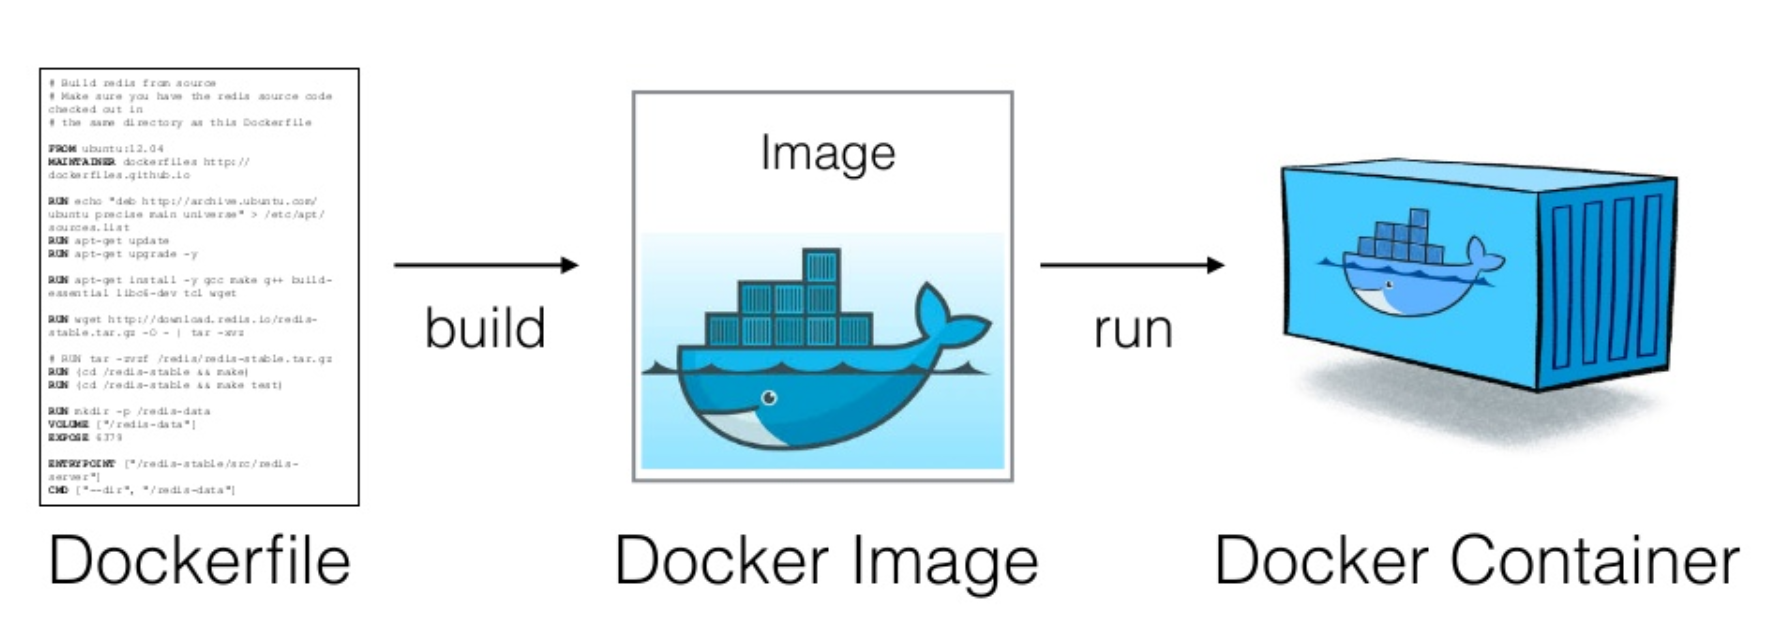 # Build redis from source
# Make sure you have the redis source code
checked out in
# the same directory as this Dockerfile
FROM ubuntu:12.04
MAINTAINER dockerfiles http://
dockerfiles.github.io
RUN echo "deb http://archive.ubuntu.com/
ubuntu precise main universe" > /etc/apt/
sources.list
RUN apt-get update
RUN apt-get upgrade -y
RUN apt-get install -y gcc make g++ build-
essential libc6-dev tcl wget
RUN wget http://download.redis.io/redis-
stable.tar.gz -O - | tar -xvz
# RUN tar -zvzf /redis/redis-stable.tar.gz
RUN (cd /redis-stable && make)
RUN (cd /redis-stable && make test)
RUN mkdir -p /redis-data
VOLUME ["/redis-data"]
EXPOSE 6379
ENTRYPOINT ["/redis-stable/src/redis-
server"]
CMD ["--dir", "/redis-data"]
Dockerfile
build
Image
Docker Image
run
Docker Container